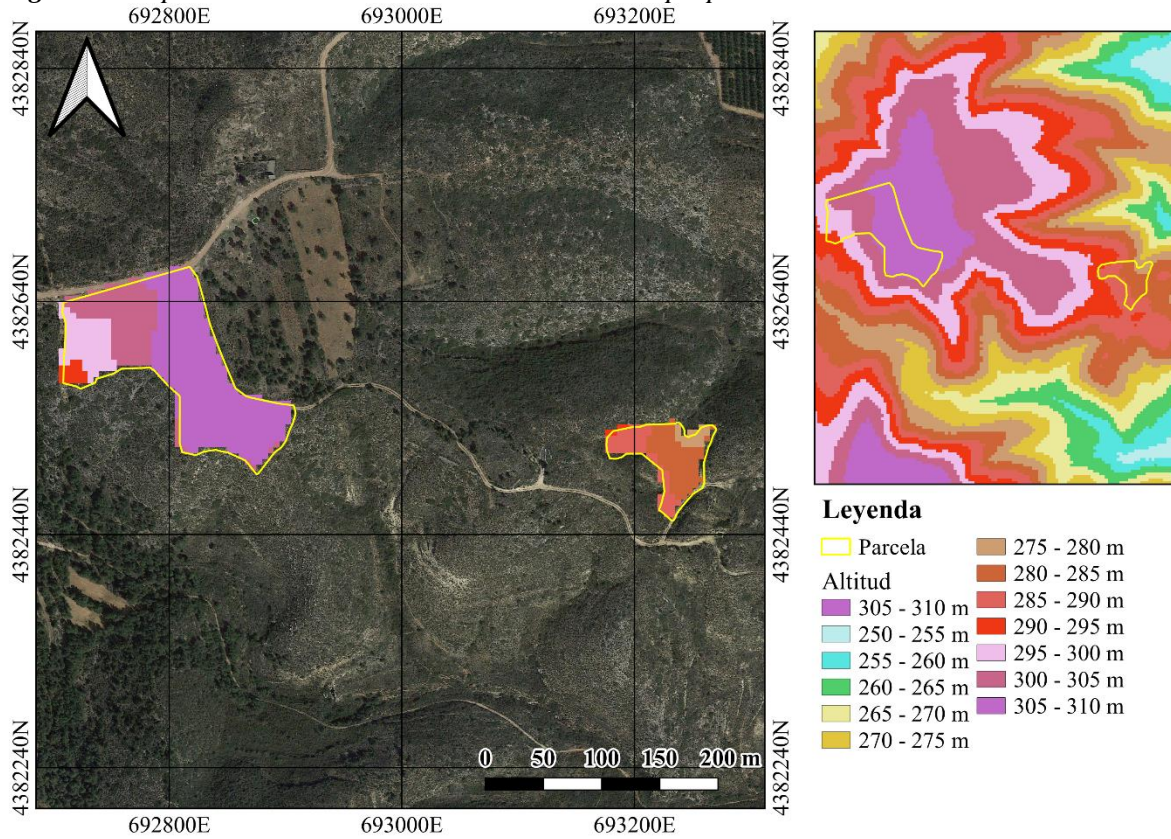 692800E 693000E 693200E
4382840N 4382840N
4382640N 4382640N
4382440N 4382440N
4382240N 4382240N
0 50 100 150 200 m
692800E 693000E 693200E
Leyenda
Parcela
Altitud
305 - 310 m
250 - 255 m
255 - 260 m
260 - 265 m
265 - 270 m
270 - 275 m
275 - 280 m
280 - 285 m
285 - 290 m
290 - 295 m
295 - 300 m
300 - 305 m
305 - 310 m